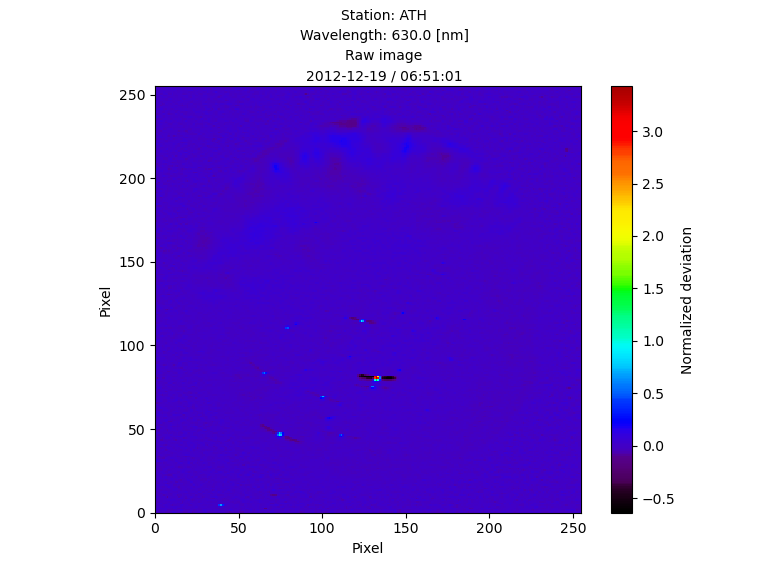 Station: ATH
Wavelength: 630.0 [nm]
Raw image
2012-12-19 / 06:51:01
250
200
150
100
50
0
Pixel
0 50 100 150 200 250
Pixel
3.0
2.5
2.0
1.5
1.0
0.5
0.0
−0.5
Normalized deviation